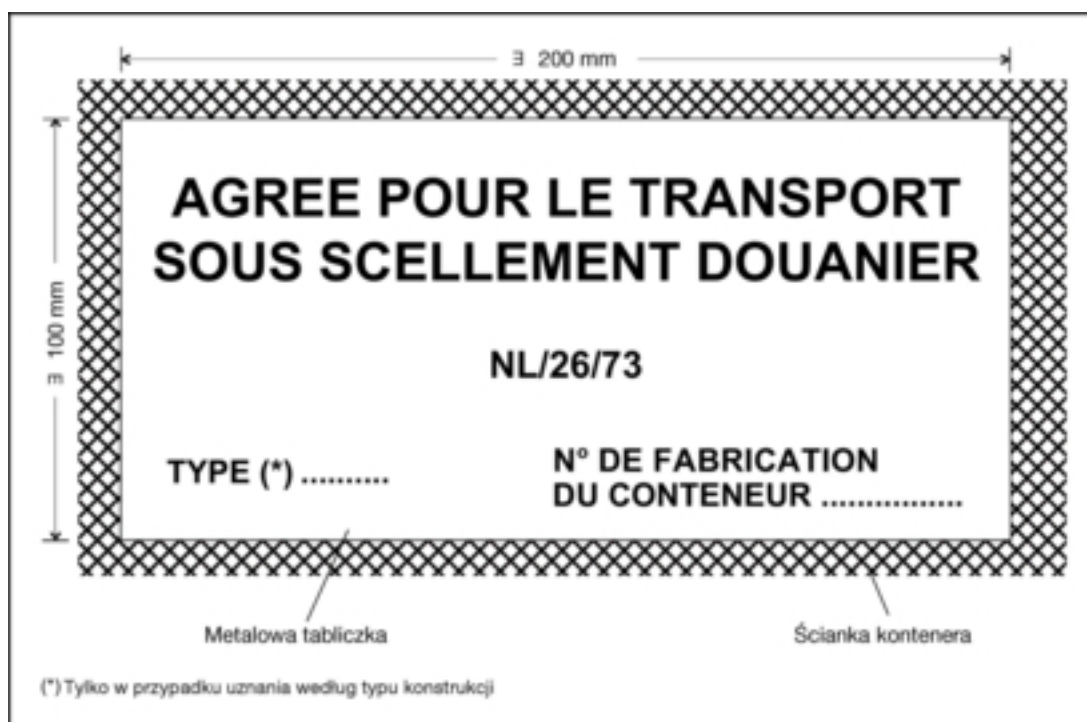 ∃ 200 mm
∃ 100 mm
AGREE POUR LE TRANSPORT
SOUS SCELLEMENT DOUANIER
NL/26/73
TYPE (*) ..........
N° DE FABRICATION
DU CONTENEUR ................
Metalowa tabliczka
Ścianka kontenera
(*) Tylko w przypadku uznania według typu konstrukcji